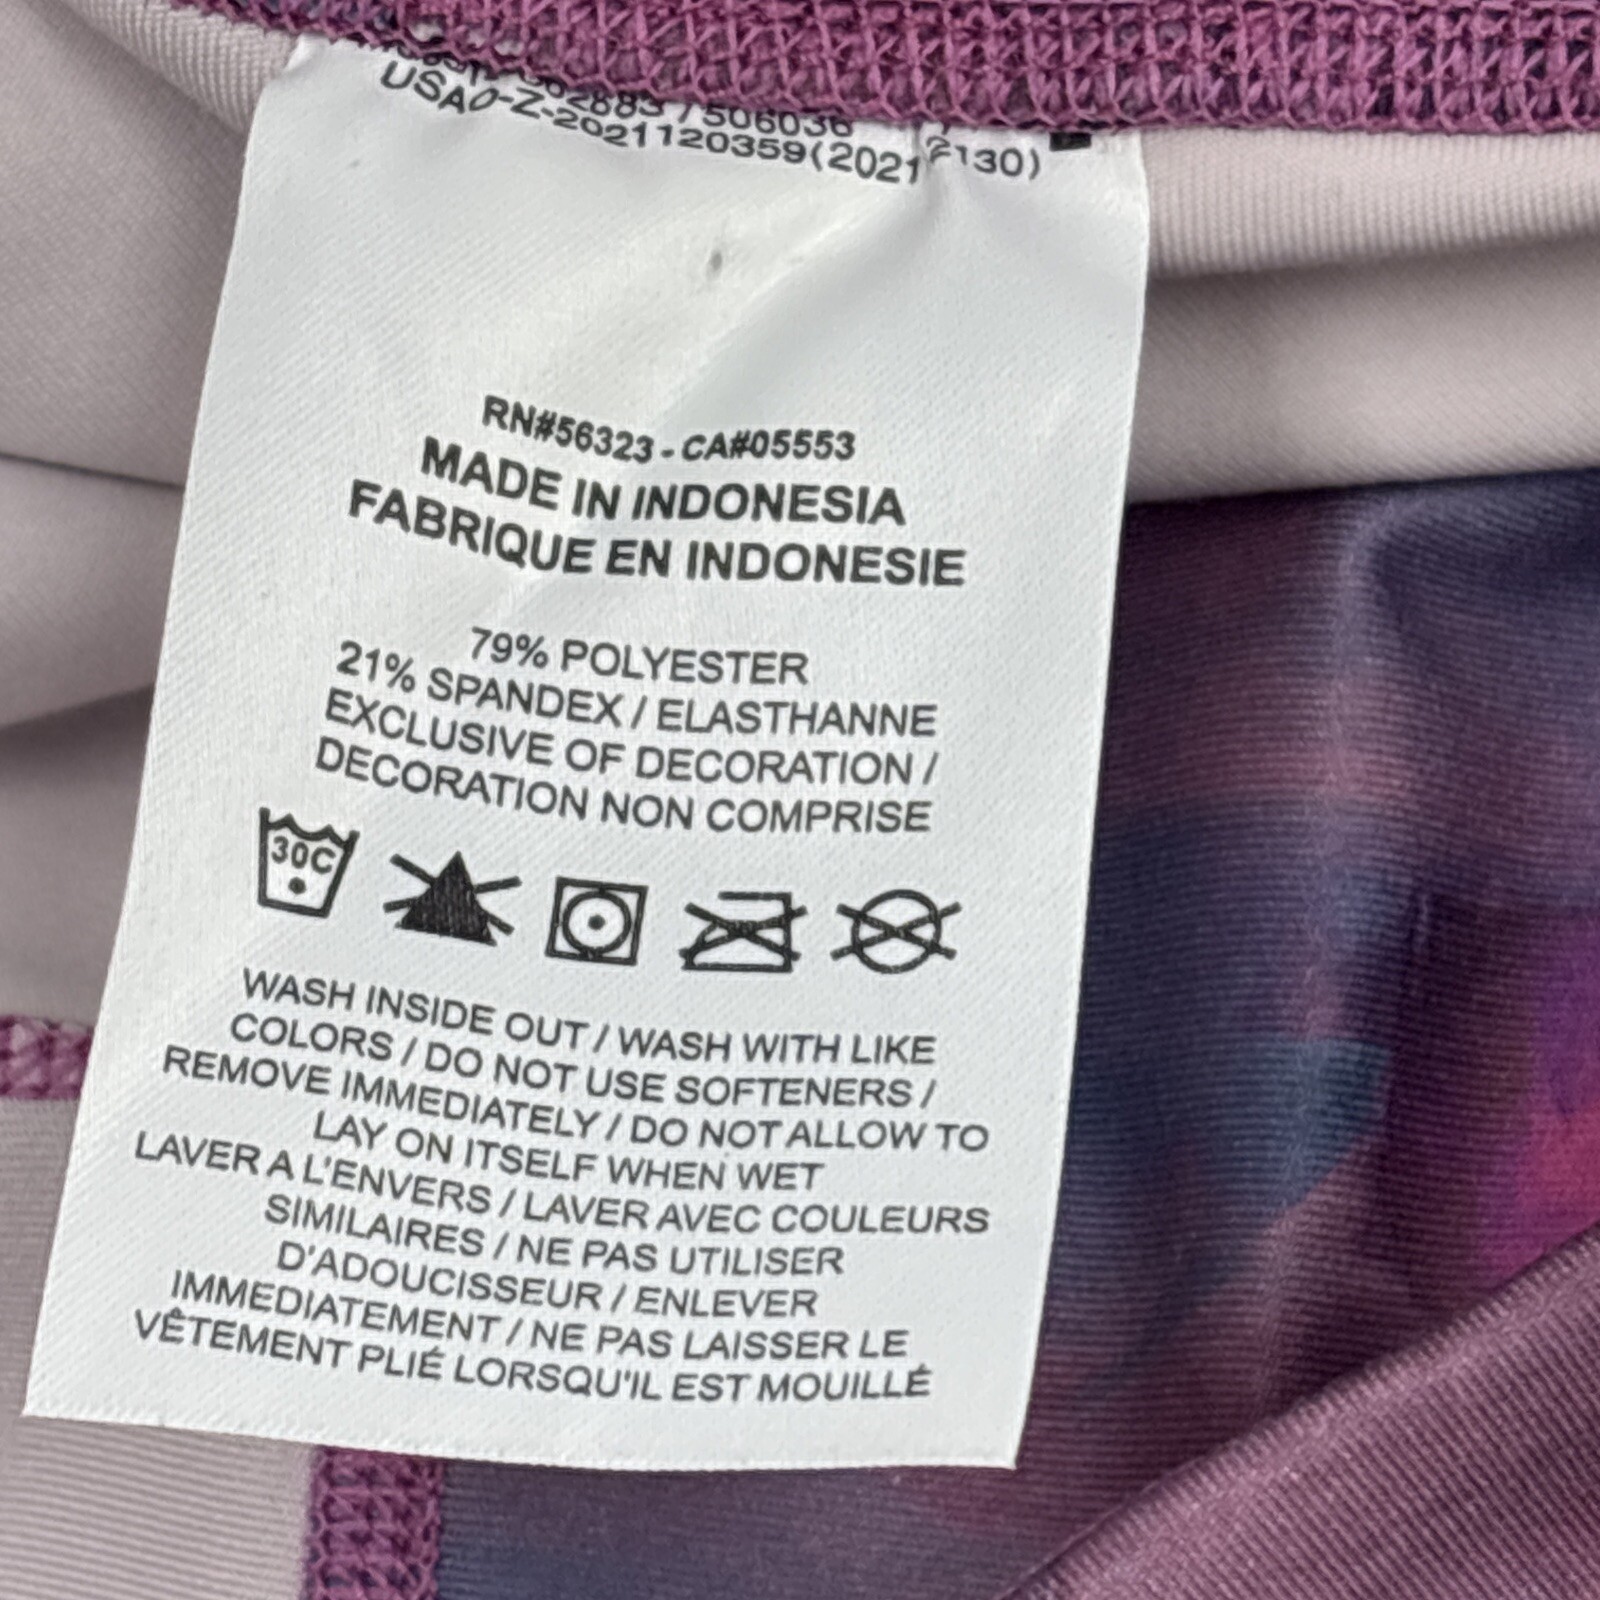 USA0-Z-2021120359(2021 2130)
RN#56323 - CA#05553
MADE IN INDONESIA
FABRIQUE EN INDONESIE
79% POLYESTER
21% SPANDEX / ELASTHANNE
EXCLUSIVE OF DECORATION /
DECORATION NON COMPRISE
30C
WASH INSIDE OUT / WASH WITH LIKE
COLORS / DO NOT USE SOFTENERS /
REMOVE IMMEDIATELY / DO NOT ALLOW TO
LAY ON ITSELF WHEN WET
LAVER A L'ENVERS / LAVER AVEC COULEURS
SIMILAIRES / NE PAS UTILISER
D'ADOUCISSEUR / ENLEVER
IMMEDIATEMENT / NE PAS LAISSER LE
VÊTEMENT PLIÉ LORSQU'IL EST MOUILLÉ